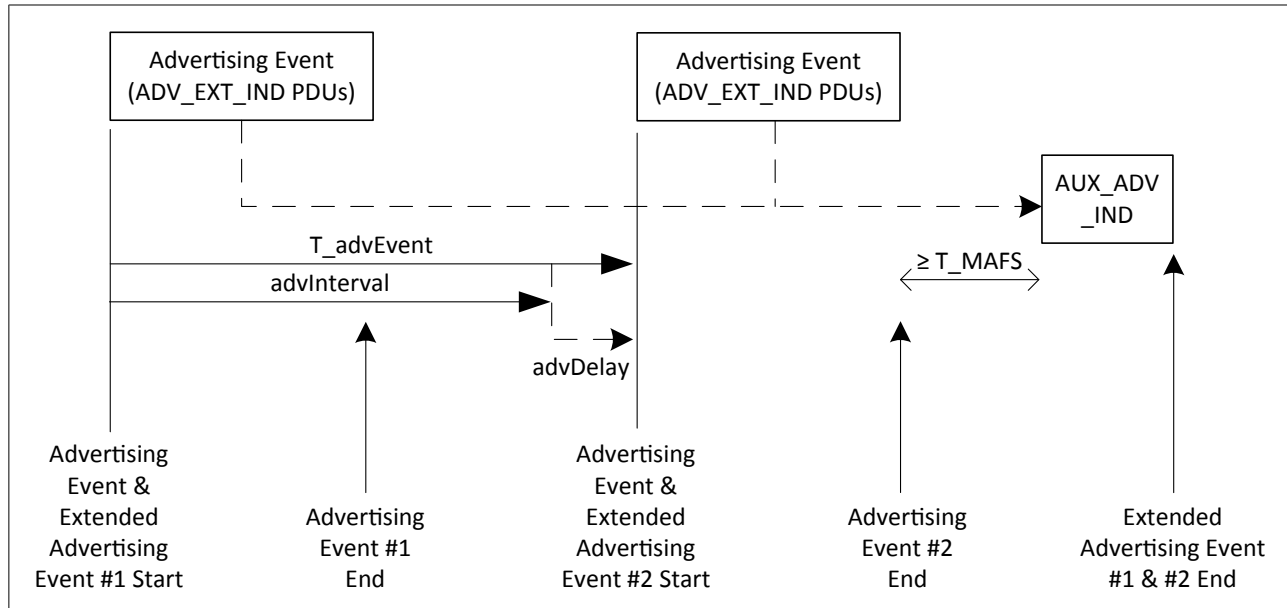 Advertising Event
(ADV_EXT_IND PDUs)
Advertising Event
(ADV_EXT_IND PDUs)
AUX_ADV
_IND
T_advEvent
≥ T_MAFS
advInterval
advDelay
Advertising
Event &
Extended
Advertising
Event #1 Start
Advertising
Event #1
End
Advertising
Event &
Extended
Advertising
Event #2 Start
Advertising
Event #2
End
Extended
Advertising Event
#1 & #2 End